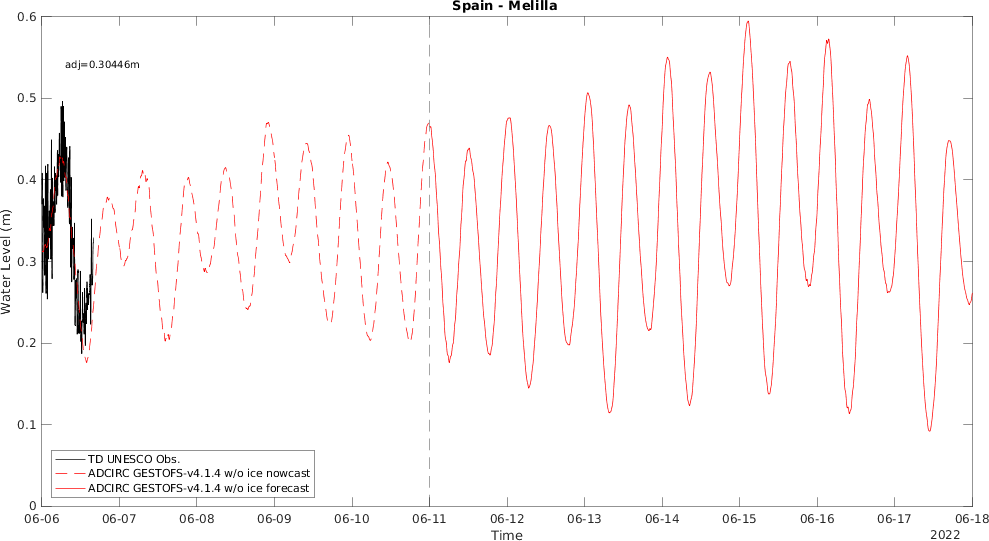 Spain - Melilla
adj=0.30446m
Water Level (m)
0.6
0.5
0.4
0.3
0.2
0.1
0
TD UNESCO Obs.
ADCIRC GESTOFS-v4.1.4 w/o ice nowcast
ADCIRC GESTOFS-v4.1.4 w/o ice forecast
06-06 06-07 06-08 06-09 06-10 06-11 06-12 06-13 06-14 06-15 06-16 06-17 06-18
Time
2022